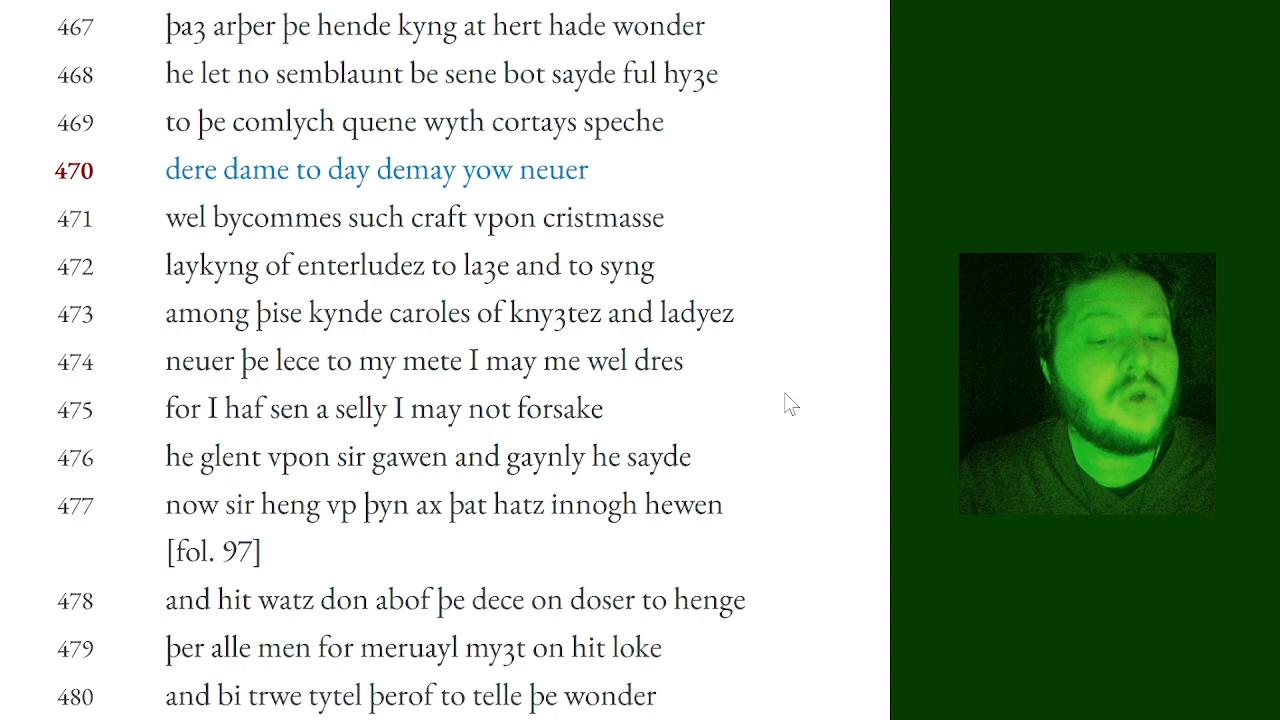 467 þaȝ arþer þe hende kyng at hert hade wonder
468 he let no semblaunt be sene bot sayde ful hyȝe
469 to þe comlych quene wyth cortays speche
470 dere dame to day demay yow neuer
471 wel bycommes such craft vpon cristmasse
472 laykyng of enterludez to laȝe and to syng
473 among þise kynde caroles of knyȝtez and ladyez
474 neuer þe lece to my mete I may me wel dres
475 for I haf sen a selly I may not forsake
476 he glent vpon sir gawen and gaynly he sayde
477 now sir heng vp þyn ax þat hatz innogh hewen
[fol. 97]
478 and hit watz don abof þe dece on doser to henge
479 þer alle men for meruayl myȝt on hit loke
480 and bi trwe tytel þerof to telle þe wonder